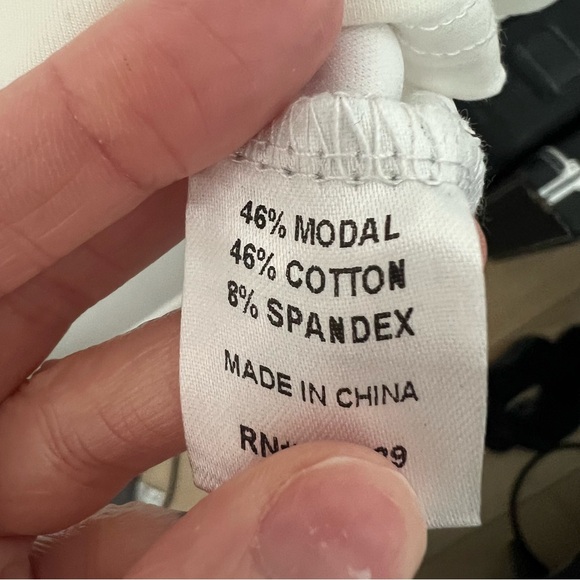 46% MODAL
46% COTTON
8% SPANDEX
MADE IN CHINA